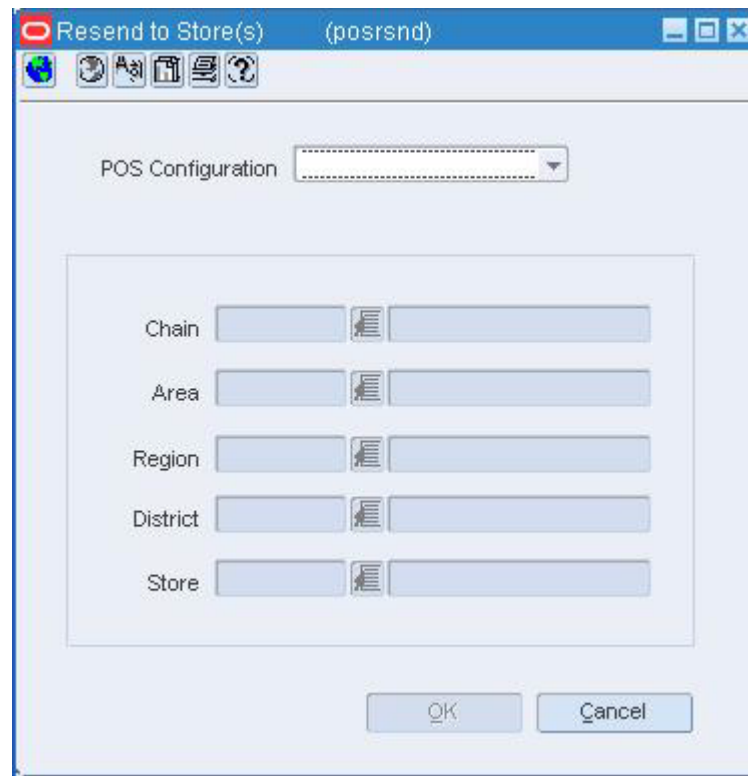 Resend to Store(s) (posrsnd)
POS Configuration
Chain
Area
Region
District
Store
OK Cancel